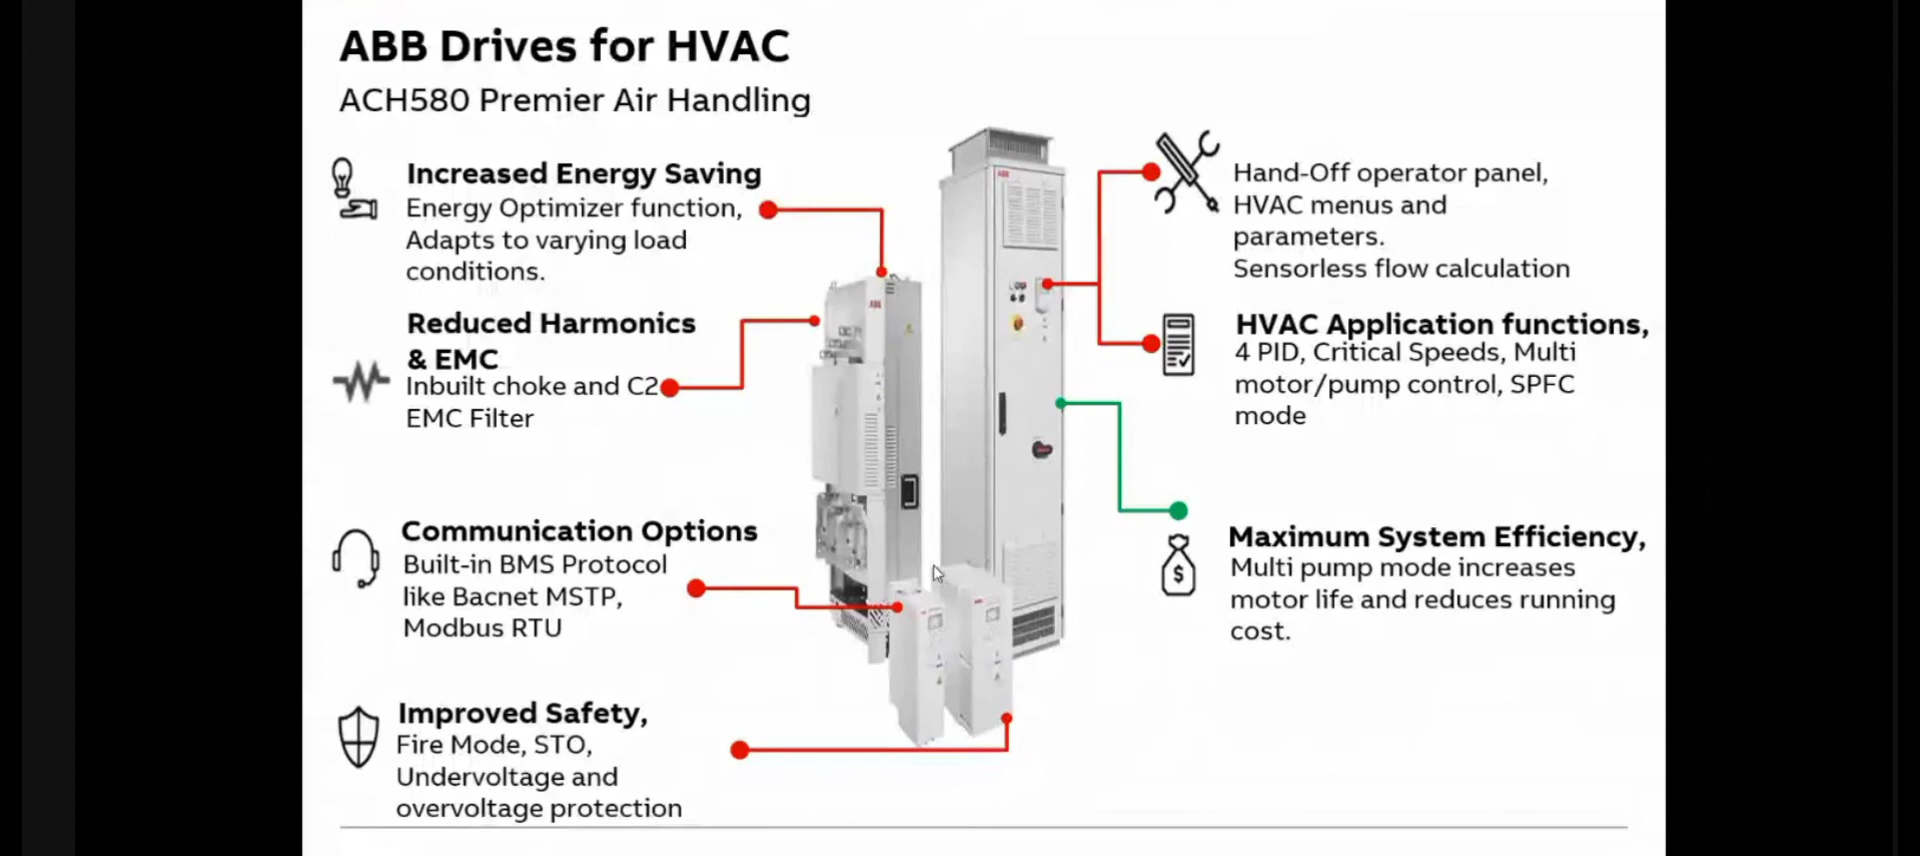 ABB Drives for HVAC
ACH580 Premier Air Handling
Increased Energy Saving
Energy Optimizer function,
Adapts to varying load
conditions.
Reduced Harmonics
& EMC
Inbuilt choke and C2
EMC Filter
Communication Options
Built-in BMS Protocol
like Bacnet MSTP,
Modbus RTU
Improved Safety,
Fire Mode, STO,
Undervoltage and
overvoltage protection
ABB
ABB
Hand-Off operator panel,
HVAC menus and
parameters.
Sensorless flow calculation
HVAC Application functions,
4 PID, Critical Speeds, Multi
motor/pump control, SPFC
mode
$
Maximum System Efficiency,
Multi pump mode increases
motor life and reduces running
cost.